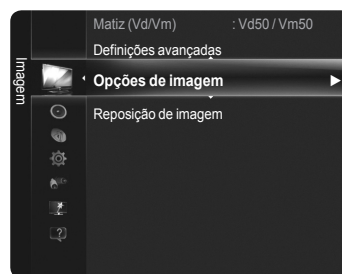 Imagem
Matiz (Vd/Vm) : Vd50 / Vm50
Definições avançadas
Opções de imagem
Reposição de imagem